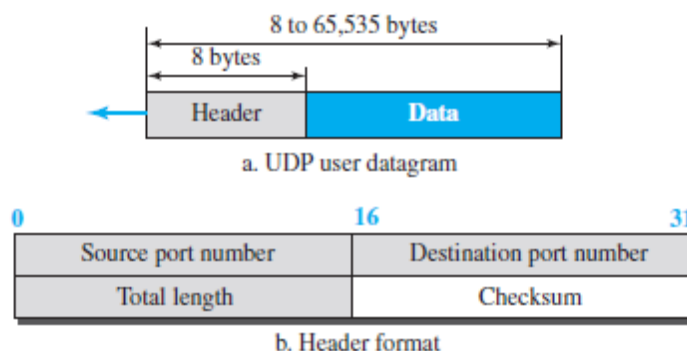 8 to 65,535 bytes
8 bytes
Header Data
a. UDP user datagram
0 16 31
Source port number Destination port number
Total length Checksum
b. Header format